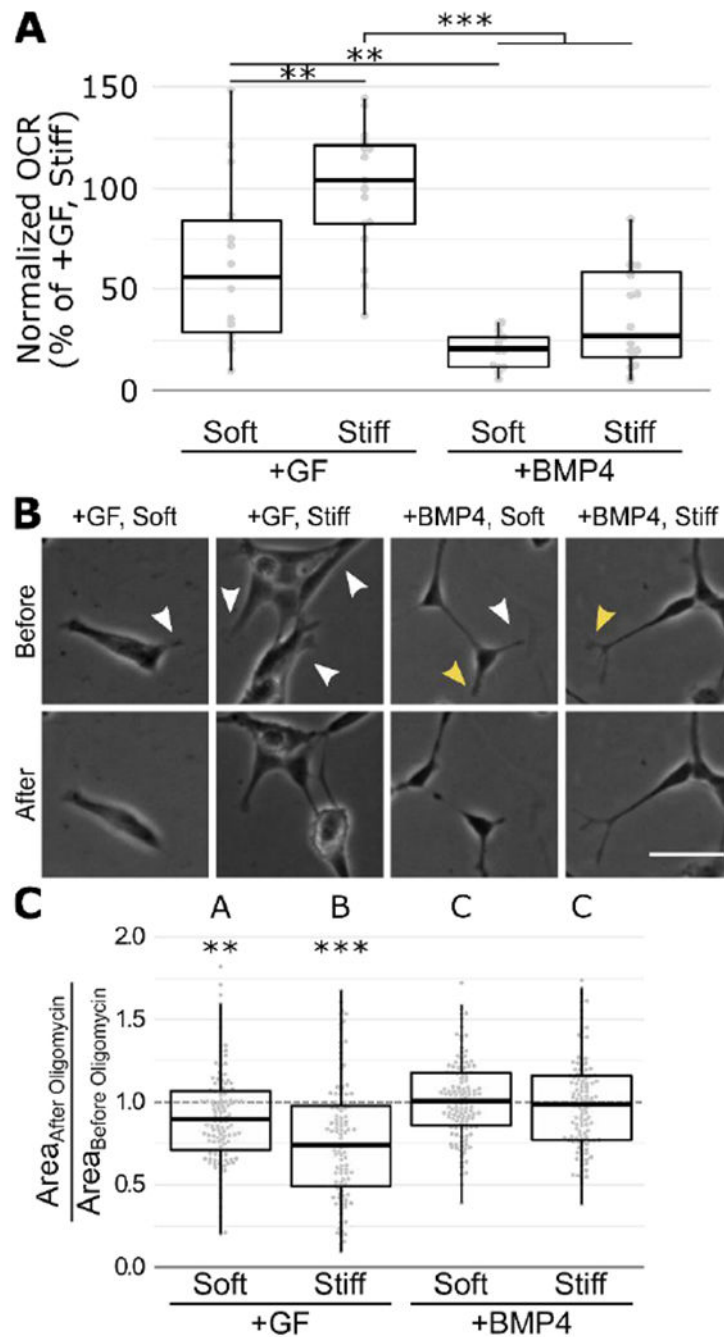 A
***
**
**
Normalized OCR
(% of +GF, Stiff)
150
100
50
0
Soft Stiff Soft Stiff
+GF +BMP4
B
+GF, Soft +GF, Stiff +BMP4, Soft +BMP4, Stiff
Before
After
C
A B C C
** ***
Area After Oligomycin
Area Before Oligomycin
2.0
1.5
1.0
0.5
0.0
Soft Stiff Soft Stiff
+GF +BMP4